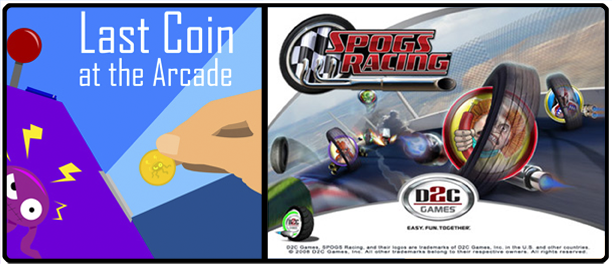 Last Coin
at the Arcade
SPOGS
RACING
D2C
GAMES
EASY. FUN. TOGETHER.
D2C Games, SPOGS Racing, and their logos are trademarks of D2C Games, Inc. in the U.S. and other countries.
© 2008 D2C Games, Inc. All other trademarks belong to their respective owners. All rights reserved.